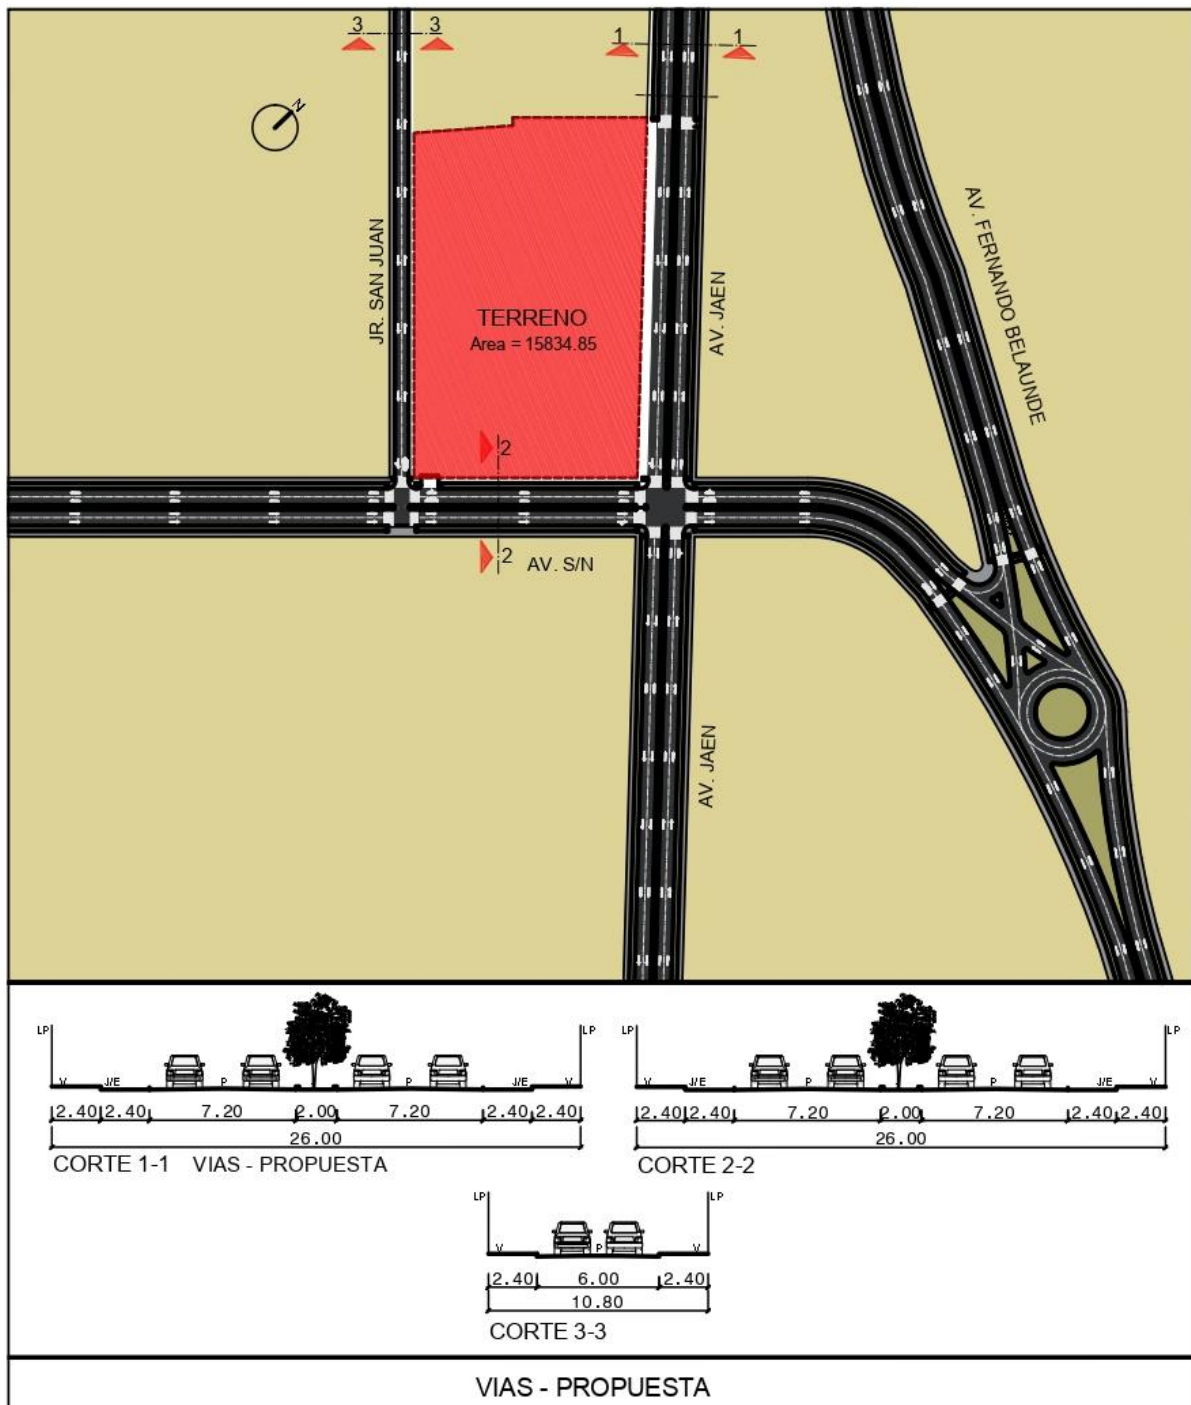 3 3
1 1
N
JR. SAN JUAN
TERRENO
Area = 15834.85
AV. JAEN
AV. FERNANDO BELAUNDE
2
2
AV. S/N
AV. JAEN
LP LP
V J/E P P J/E V
2.40 2.40 7.20 2.00 7.20 2.40 2.40
26.00
CORTE 1-1 VIAS - PROPUESTA
LP LP
V J/E P P J/E V
2.40 2.40 7.20 2.00 7.20 2.40 2.40
26.00
CORTE 2-2
LP LP
V P V
2.40 6.00 2.40
10.80
CORTE 3-3
VIAS - PROPUESTA